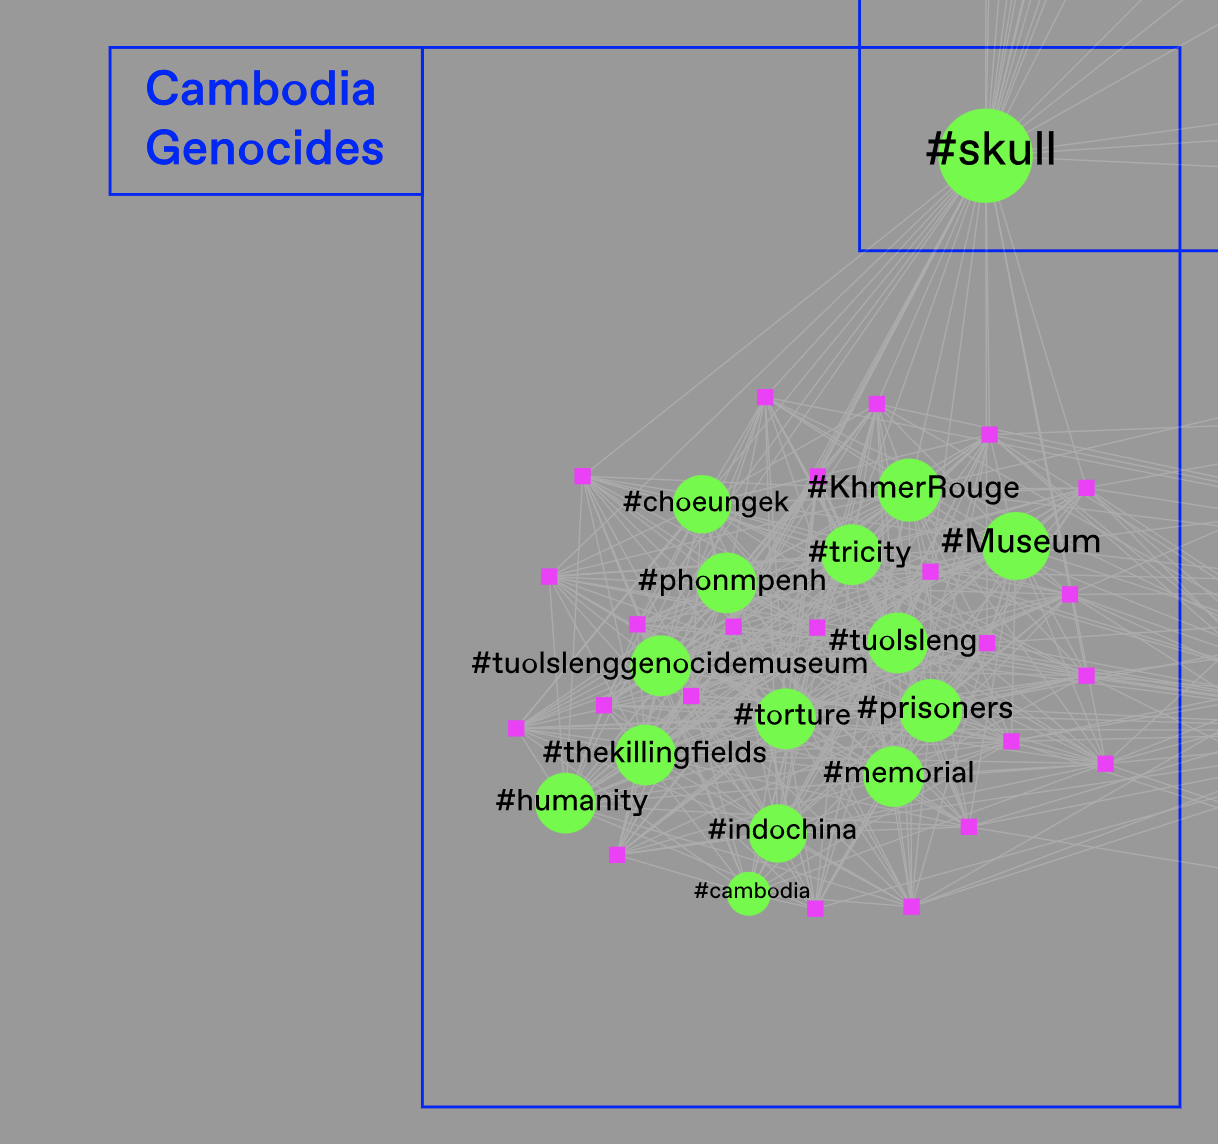 Cambodia
Genocides
#skull
#KhmerRouge
#choeungek
#Museum
#tricity
#phonmpenh
#tuolsleng
#tuolslenggenocidemuseum
#prisoners
#torture
#thekillingfields
#memorial
#humanity
#indochina
#cambodia